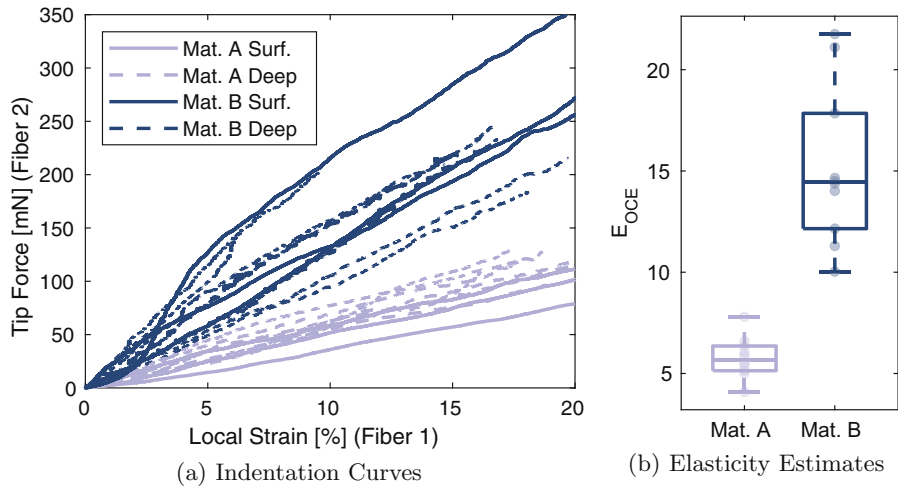 350
300
250
200
150
100
50
0
Tip Force [mN] (Fiber 2)
Mat. A Surf.
Mat. A Deep
Mat. B Surf.
Mat. B Deep
0 5 10 15 20
Local Strain [%] (Fiber 1)
(a) Indentation Curves
20
15
10
5
E_OCE
Mat. A Mat. B
(b) Elasticity Estimates